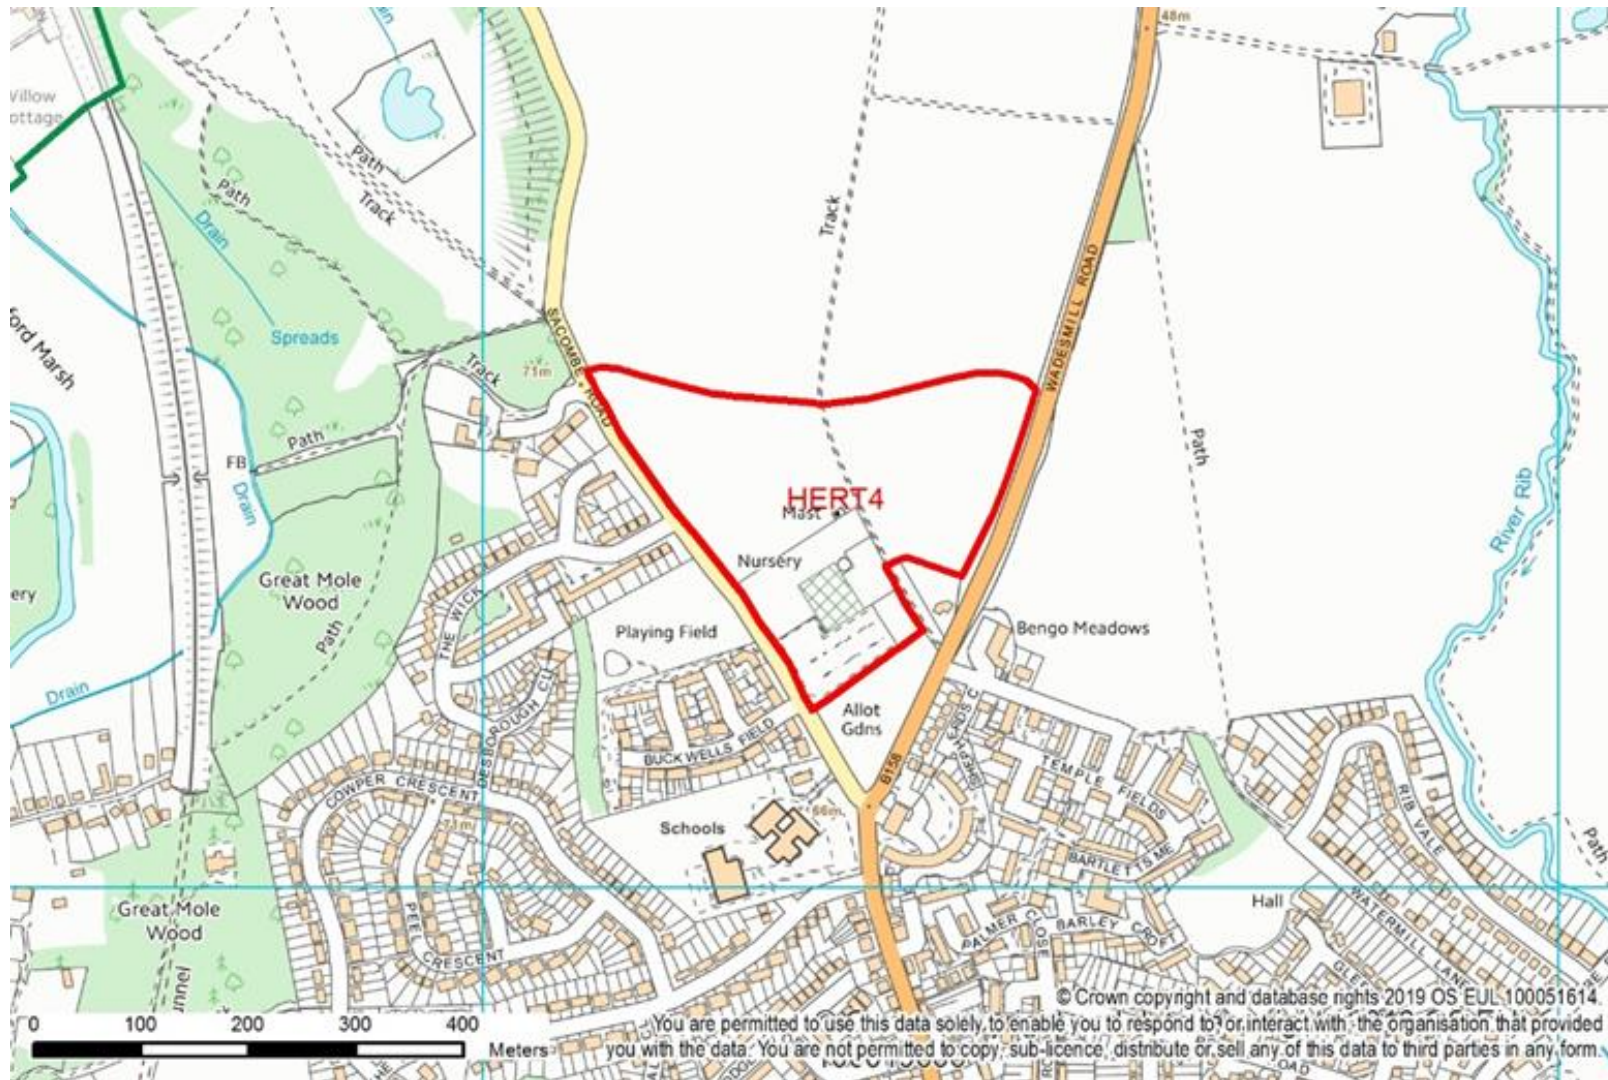 48m
Path
Track
Path
Drain
Track
Spreads
SACOMBE ROAD
WADESMILL ROAD
Track
71m
Path
Path
FB
Drain
River Rib
HERT4
Mast
Nursery
Great Mole
Wood
THE WICK
Playing Field
Bengo Meadows
Path
Drain
DESBOROUGH CL
Allot
Gdns
BUCKWELLS FIELD
B158
TEMPLE FIELDS
COWPER CRESCENT
71m
66m
Schools
RIB VALE
Path
Hall
Great Mole
Wood
PEEL
CRESCENT
PALMER CLOSE
BARLEY CROFT
WATERMILL LANE
© Crown copyright and database rights 2019 OS EUL 100051614.
0 100 200 300 400
Meters
You are permitted to use this data solely to enable you to respond to, or interact with, the organisation that provided
you with the data. You are not permitted to copy, sub-licence, distribute or sell any of this data to third parties in any form.